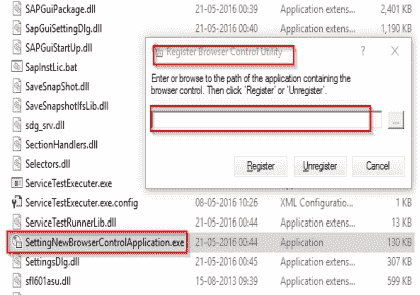 SAPGuiPackage.dll 21-05-2016 00:39 Application extens... 2,401 KB
SapGuiSettingDlg.dll 21-05-2016 00:40 Application extens... 1,190 KB
SAPGuiStartUp.dll
SapInstLic.bat
SaveSnapShot.dll
SaveSnapshotIfsLib.dll
sdg_srv.dll
SectionHandlers.dll
Selectors.dll
ServiceTestExecuter.exe
Register Browser Control Utility ? ×
Enter or browse to the path of the application containing the
browser control. Then click 'Register' or 'Unregister'.
...
Register Unregister Cancel
ServiceTestExecuter.exe.config 08-05-2016 10:26 XML Configuratio... 1 KB
ServiceTestRunnerLib.dll 21-05-2016 00:44 Application extens... 13 KB
SettingNewBrowserControlApplication.exe 21-05-2016 00:44 Application 130 KB
SettingsDlg.dll 21-05-2016 00:45 Application extens... 307 KB
sfl601asu.dll 15-08-2013 09:39 Application extens... 599 KB